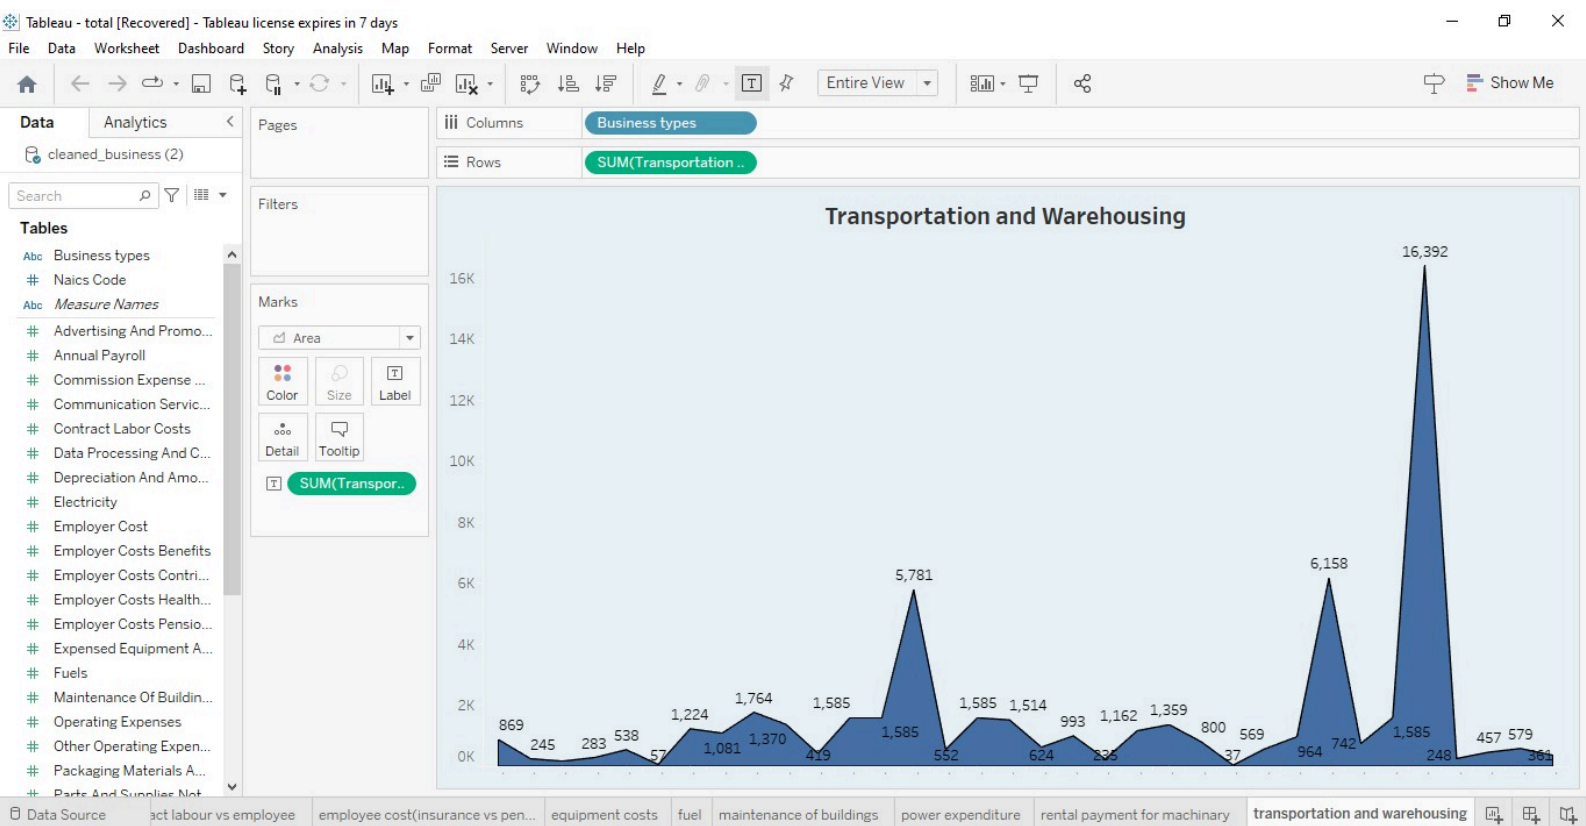 Tableau - total [Recovered] - Tableau license expires in 7 days
File Data Worksheet Dashboard Story Analysis Map Format Server Window Help
Entire View
Show Me
Data Analytics
cleaned_business (2)
Search
Tables
Abc Business types
# Naics Code
Abc Measure Names
# Advertising And Promo...
# Annual Payroll
# Commission Expense ...
# Communication Servic...
# Contract Labor Costs
# Data Processing And C...
# Depreciation And Amo...
# Electricity
# Employer Cost
# Employer Costs Benefits
# Employer Costs Contri...
# Employer Costs Health...
# Employer Costs Pensio...
# Expensed Equipment A...
# Fuels
# Maintenance Of Buildin...
# Operating Expenses
# Other Operating Expen...
# Packaging Materials A...
# Parts And Supplies Not
Pages
Filters
Marks
Area
Color Size Label
Detail Tooltip
T SUM(Transpor..
iii Columns Business types
Rows SUM(Transportation ..
Transportation and Warehousing
16K
14K
12K
10K
8K
6K
4K
2K
0K
869
245
283
538
57
1,224
1,081
1,764
1,370
419
1,585
1,585
5,781
552
1,585
1,514
624
993
235
1,162
1,359
800
37
569
964
6,158
742
1,585
16,392
248
457
579
361
Data Source
act labour vs employee
employee cost(insurance vs pen...
equipment costs
fuel
maintenance of buildings
power expenditure
rental payment for machinary
transportation and warehousing